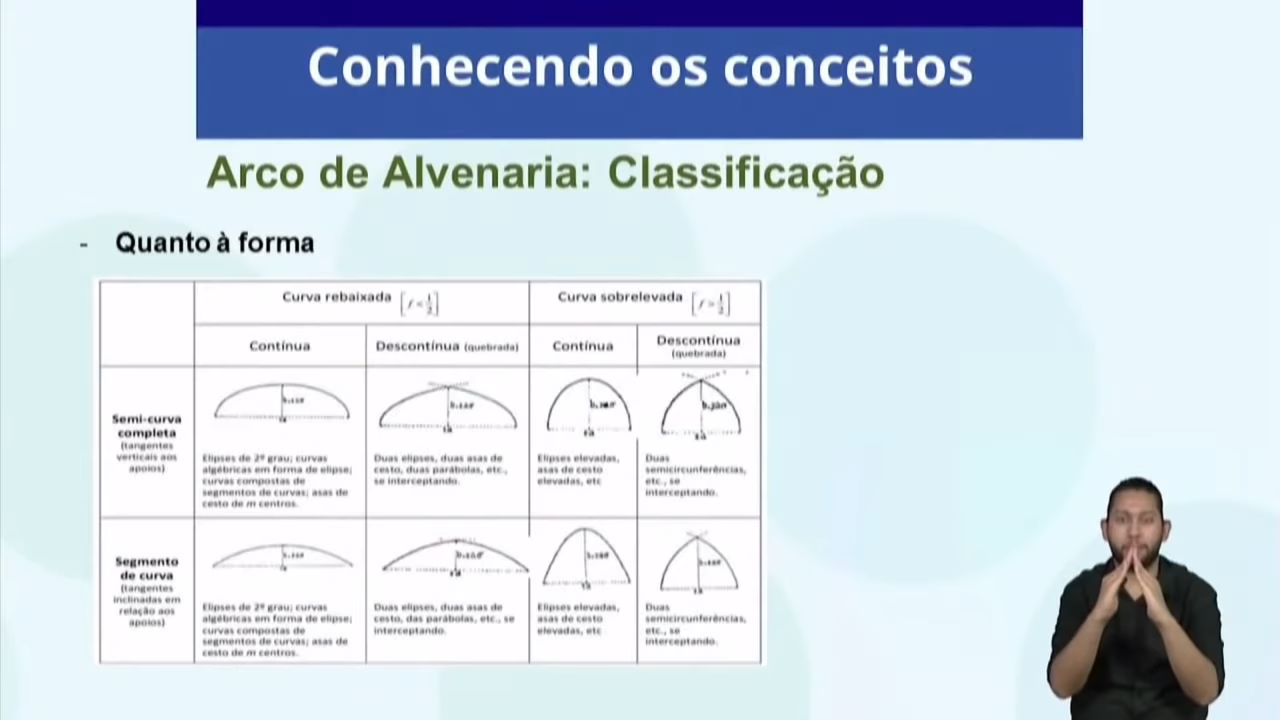 Conhecendo os conceitos
Arco de Alvenaria: Classificação
- Quanto à forma
Curva rebaixada
Curva sobrelevada
Contínua
Descontínua (quebrada)
Contínua
Descontínua
(quebrada)
Semi-curva
completa
(tangentes
verticais aos
apoios)
Elipses de 2º grau; curvas
algébricas em forma de elipse;
curvas compostas de
segmentos de curvas; asas de
cesto de m centros.
Duas elipses, duas asas de
cesto, duas parábolas, etc.,
se interceptando.
Elipses elevadas,
asas de cesto
elevadas, etc
Duas
semicircunferências,
etc., se
interceptando.
Segmento
de curva
(tangentes
inclinadas em
relação aos
apoios)
Elipses de 2º grau; curvas
algébricas em forma de elipse;
curvas compostas de
segmentos de curvas; asas de
cesto de m centros.
Duas elipses, duas asas de
cesto, das parábolas, etc., se
interceptando.
Elipses elevadas,
asas de cesto
elevadas, etc
Duas
semicircunferências,
etc., se
interceptando.